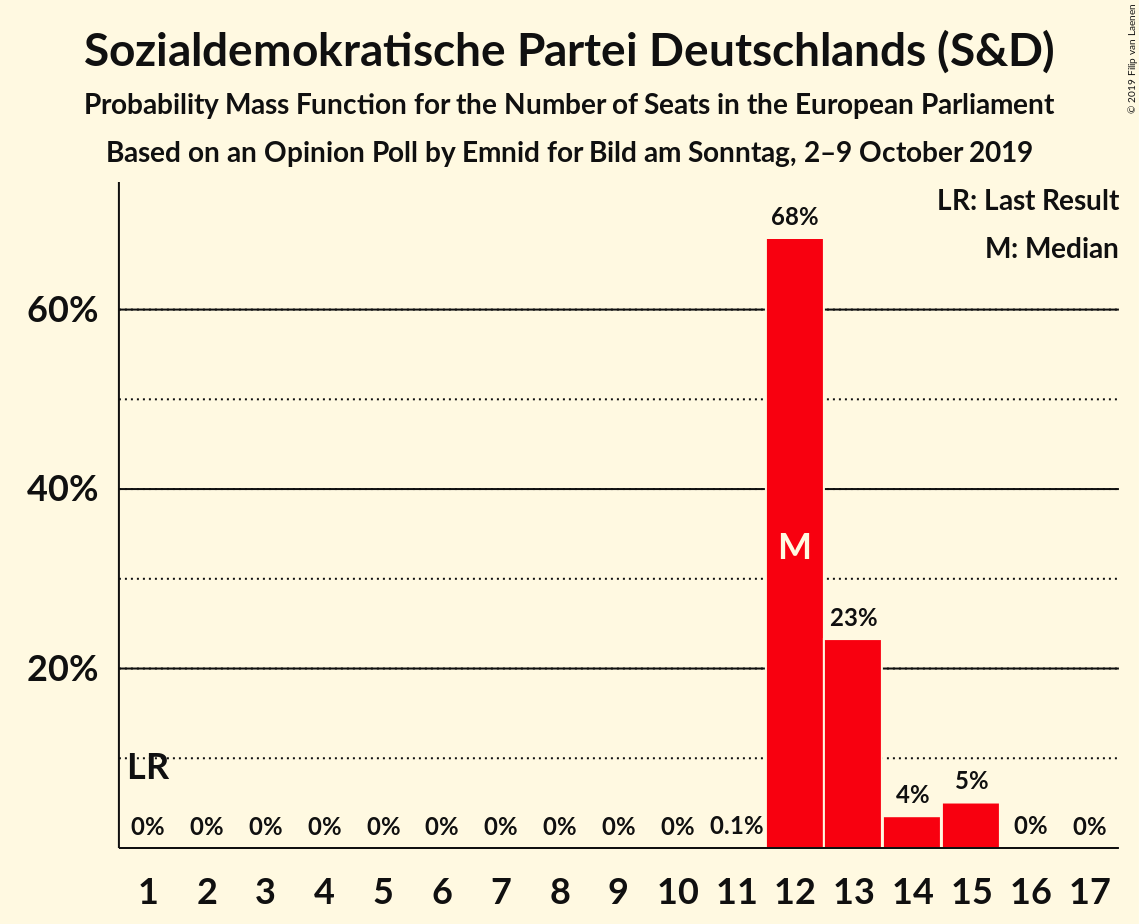 Sozialdemokratische Partei Deutschlands (S&D)
Probability Mass Function for the Number of Seats in the European Parliament
Based on an Opinion Poll by Emnid for Bild am Sonntag, 2–9 October 2019
© 2019 Filip van Laenen
LR: Last Result
M: Median
68%
60%
40%
M
23%
20%
LR
4%
5%
0% 0% 0% 0% 0% 0% 0% 0% 0% 0% 0.1% 0% 0%
1 2 3 4 5 6 7 8 9 10 11 12 13 14 15 16 17